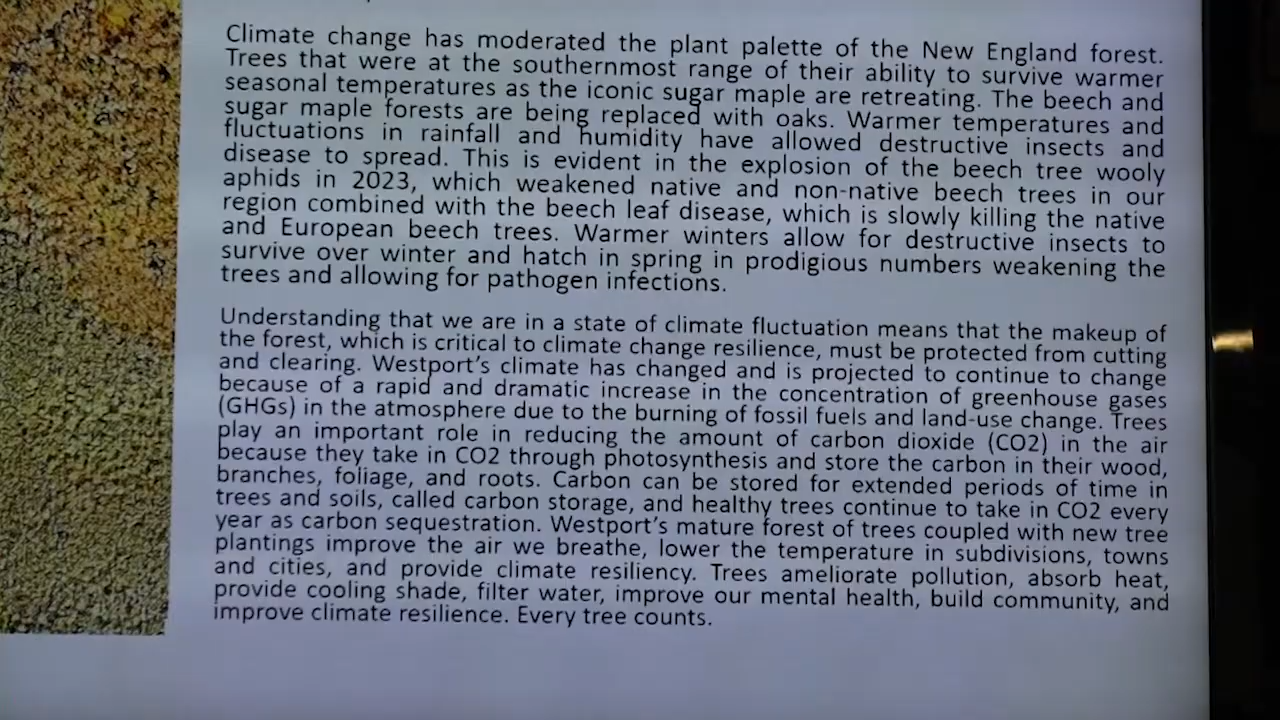 Climate change has moderated the plant palette of the New England forest.
Trees that were at the southernmost range of their ability to survive warmer
seasonal temperatures as the iconic sugar maple are retreating. The beech and
sugar maple forests are being replaced with oaks. Warmer temperatures and
fluctuations in rainfall and humidity have allowed destructive insects and
disease to spread. This is evident in the explosion of the beech tree wooly
aphids in 2023, which weakened native and non-native beech trees in our
region combined with the beech leaf disease, which is slowly killing the native
and European beech trees. Warmer winters allow for destructive insects to
survive over winter and hatch in spring in prodigious numbers weakening the
trees and allowing for pathogen infections.
Understanding that we are in a state of climate fluctuation means that the makeup of
the forest, which is critical to climate change resilience, must be protected from cutting
and clearing. Westport's climate has changed and is projected to continue to change
because of a rapid and dramatic increase in the concentration of greenhouse gases
(GHGs) in the atmosphere due to the burning of fossil fuels and land-use change. Trees
play an important role in reducing the amount of carbon dioxide (CO2) in the air
because they take in CO2 through photosynthesis and store the carbon in their wood,
branches, foliage, and roots. Carbon can be stored for extended periods of time in
trees and soils, called carbon storage, and healthy trees continue to take in CO2 every
year as carbon sequestration. Westport's mature forest of trees coupled with new tree
plantings improve the air we breathe, lower the temperature in subdivisions, towns
and cities, and provide climate resiliency. Trees ameliorate pollution, absorb heat,
provide cooling shade, filter water, improve our mental health, build community, and
improve climate resilience. Every tree counts.